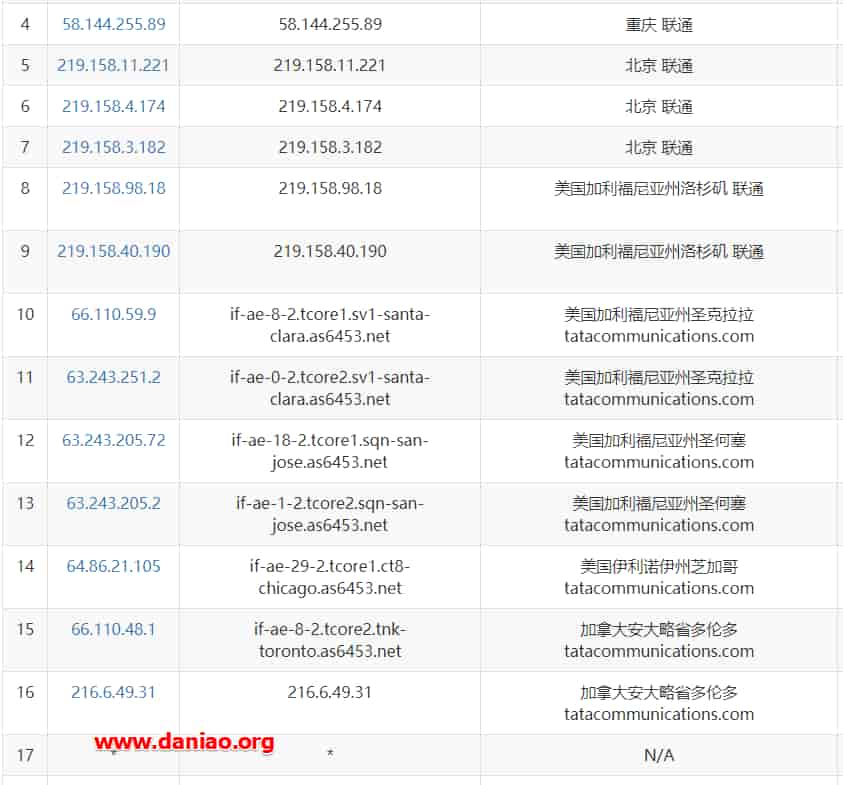 4 58.144.255.89 58.144.255.89 重庆 联通
5 219.158.11.221 219.158.11.221 北京 联通
6 219.158.4.174 219.158.4.174 北京 联通
7 219.158.3.182 219.158.3.182 北京 联通
8 219.158.98.18 219.158.98.18 美国加利福尼亚州洛杉矶 联通
9 219.158.40.190 219.158.40.190 美国加利福尼亚州洛杉矶 联通
10 66.110.59.9 if-ae-8-2.tcore1.sv1-santa- 美国加利福尼亚州圣克拉拉
clara.as6453.net tatacommunications.com
11 63.243.251.2 if-ae-0-2.tcore2.sv1-santa- 美国加利福尼亚州圣克拉拉
clara.as6453.net tatacommunications.com
12 63.243.205.72 if-ae-18-2.tcore1.sqn-san- 美国加利福尼亚州圣何塞
jose.as6453.net tatacommunications.com
13 63.243.205.2 if-ae-1-2.tcore2.sqn-san- 美国加利福尼亚州圣何塞
jose.as6453.net tatacommunications.com
14 64.86.21.105 if-ae-29-2.tcore1.ct8- 美国伊利诺伊州芝加哥
chicago.as6453.net tatacommunications.com
15 66.110.48.1 if-ae-8-2.tcore2.tnk- 加拿大安大略省多伦多
toronto.as6453.net tatacommunications.com
16 216.6.49.31 216.6.49.31 加拿大安大略省多伦多
tatacommunications.com
www.daniao.org
17 * * N/A